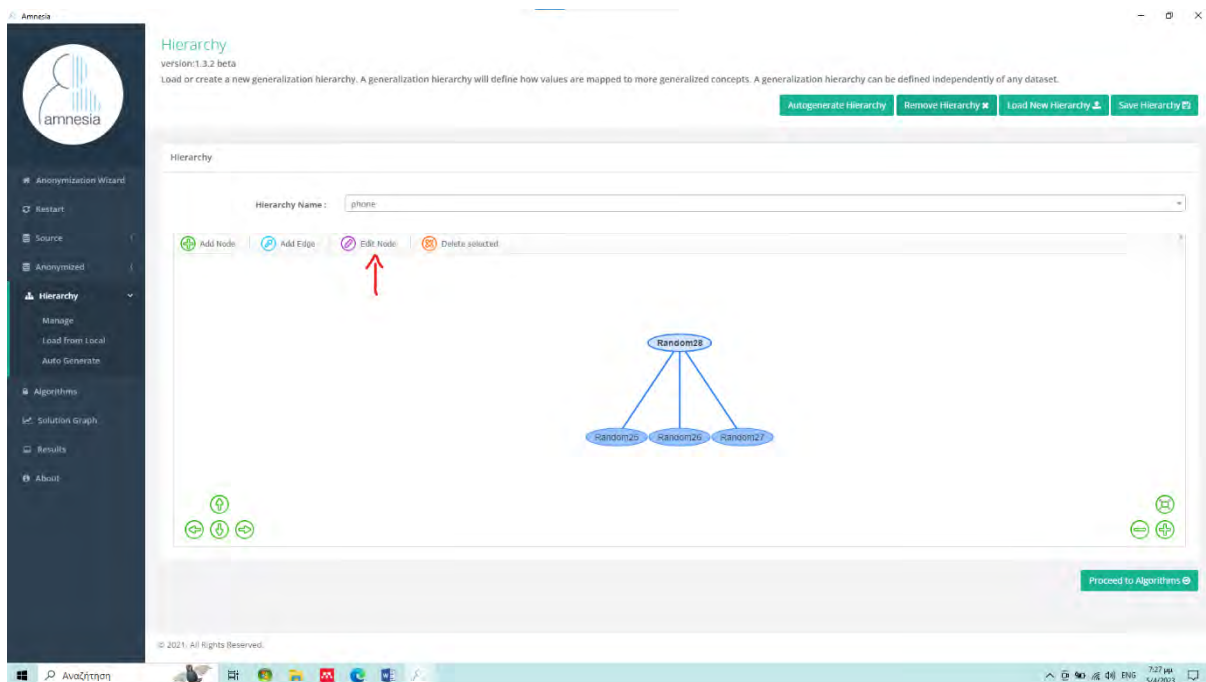 Amnesia
amnesia
Hierarchy
version:1.3.2 beta
Load or create a new generalization hierarchy. A generalization hierarchy will define how values are mapped to more generalized concepts. A generalization hierarchy can be defined independently of any dataset.
Autogenerate Hierarchy Remove Hierarchy Load New Hierarchy Save Hierarchy
Hierarchy
Hierarchy Name : phone
Add Node Add Edge Edit Node Delete selected
Anonymization Wizard
Restart
Source
Anonymized
Hierarchy
Manage
Load from Local
Auto Generate
Algorithms
Solution Graph
Results
About
Random28
Random25 Random26 Random27
Proceed to Algorithms
© 2021. All Rights Reserved.
Αναζήτηση
ENG
7:27 μμ
5/4/2023